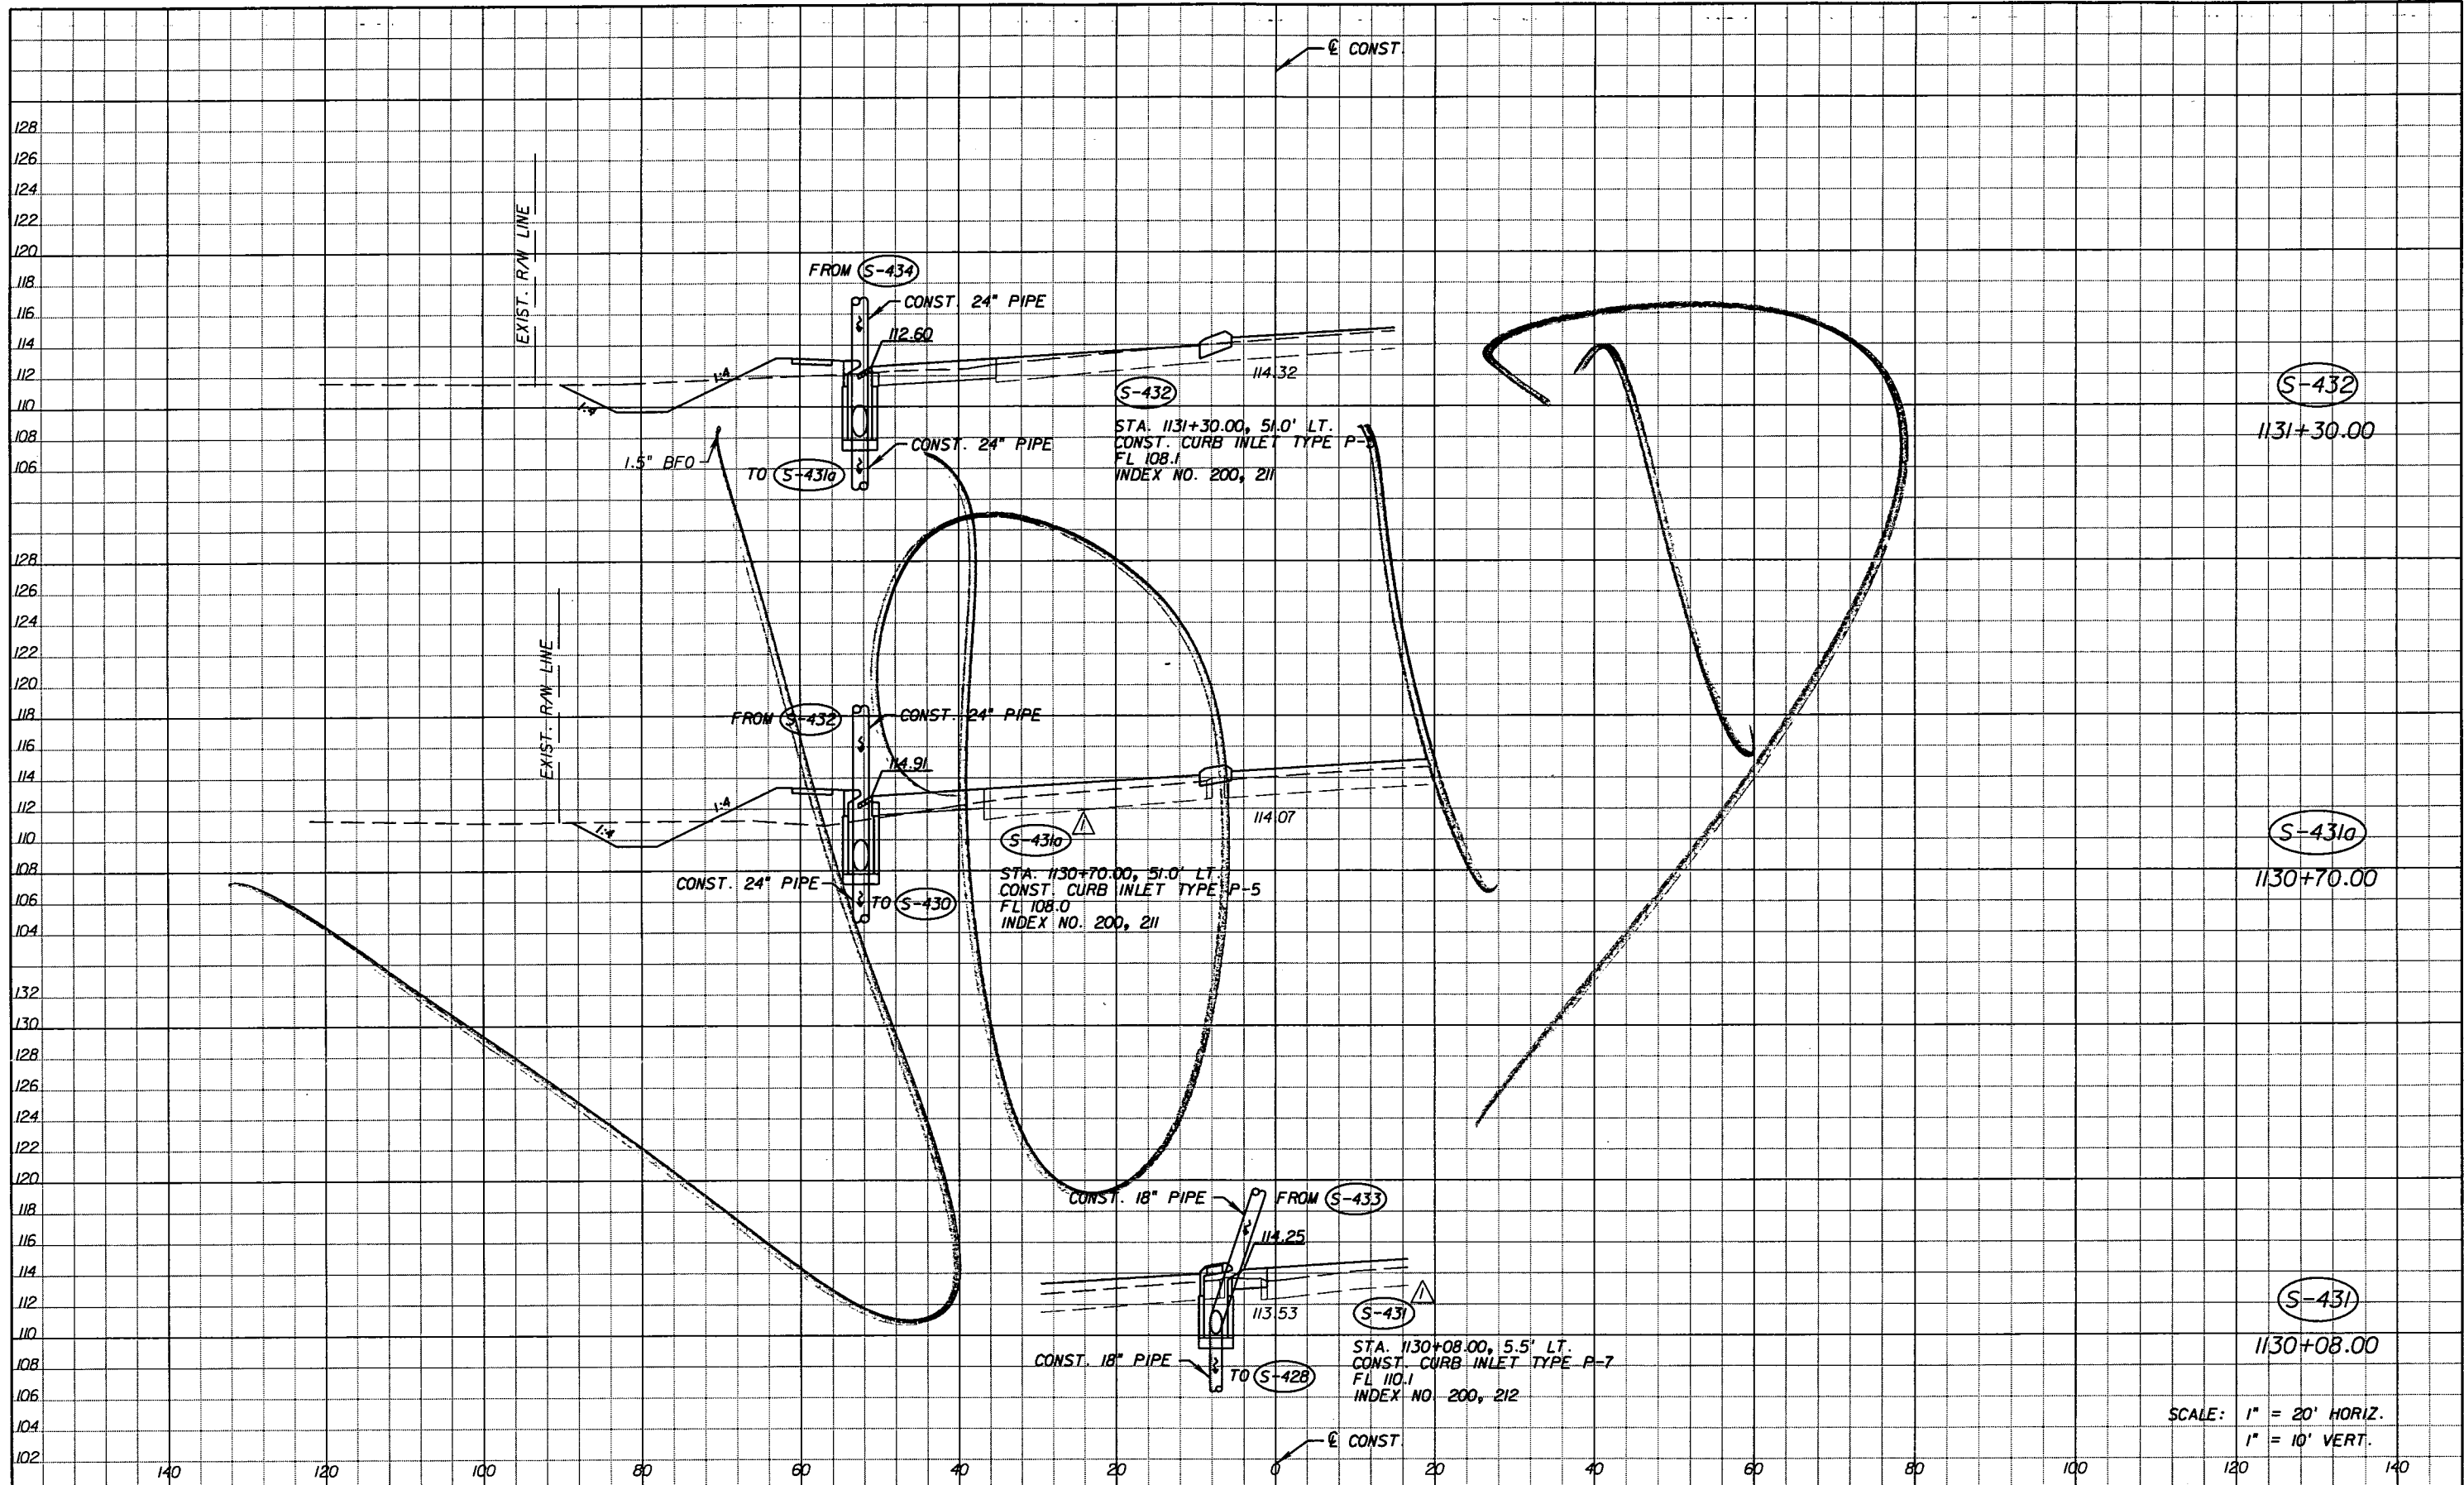 ℄ CONST.
128
126
124
122
120
118
116
114
112
110
108
106
EXIST. R/W LINE
FROM S-434
CONST. 24" PIPE
112.60
1:4
1:4
114.32
S-432
STA. 1131+30.00, 51.0' LT.
CONST. CURB INLET TYPE
FL 108.1
INDEX NO. 200, 211
CONST. 24" PIPE
1.5" BFO
TO S-431a
S-432
1131+30.00
128
126
124
122
120
118
116
114
112
110
108
106
104
EXIST. R/W LINE
FROM S-432
CONST. 24" PIPE
114.91
1:4
1:4
114.07
S-431a
1
STA. 1130+70.00, 51.0' LT.
CONST. CURB INLET TYPE P-5
FL 108.0
INDEX NO. 200, 211
CONST. 24" PIPE
TO S-430
S-431a
1130+70.00
132
130
128
126
124
122
120
118
116
114
112
110
108
106
104
102
CONST. 18" PIPE
FROM S-433
114.25
113.53
S-431
1
STA. 1130+08.00, 5.5' LT.
CONST. CURB INLET TYPE P-7
FL 110.1
INDEX NO. 200, 212
CONST. 18" PIPE
TO S-428
S-431
1130+08.00
SCALE: 1" = 20' HORIZ.
1" = 10' VERT.
℄ CONST.
140 120 100 80 60 40 20 0 20 40 60 80 100 120 140